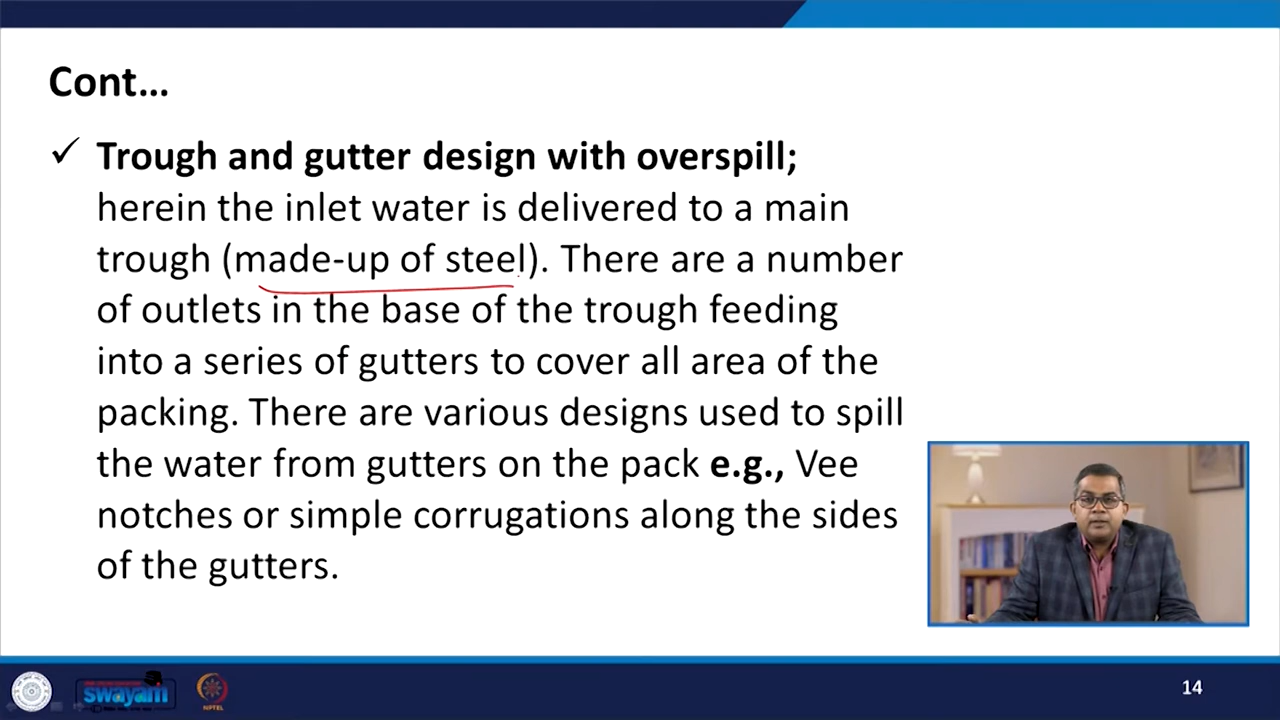 Cont...
✓ Trough and gutter design with overspill;
herein the inlet water is delivered to a main
trough (made-up of steel). There are a number
of outlets in the base of the trough feeding
into a series of gutters to cover all area of the
packing. There are various designs used to spill
the water from gutters on the pack e.g., Vee
notches or simple corrugations along the sides
of the gutters.
swayam
NPTEL
14